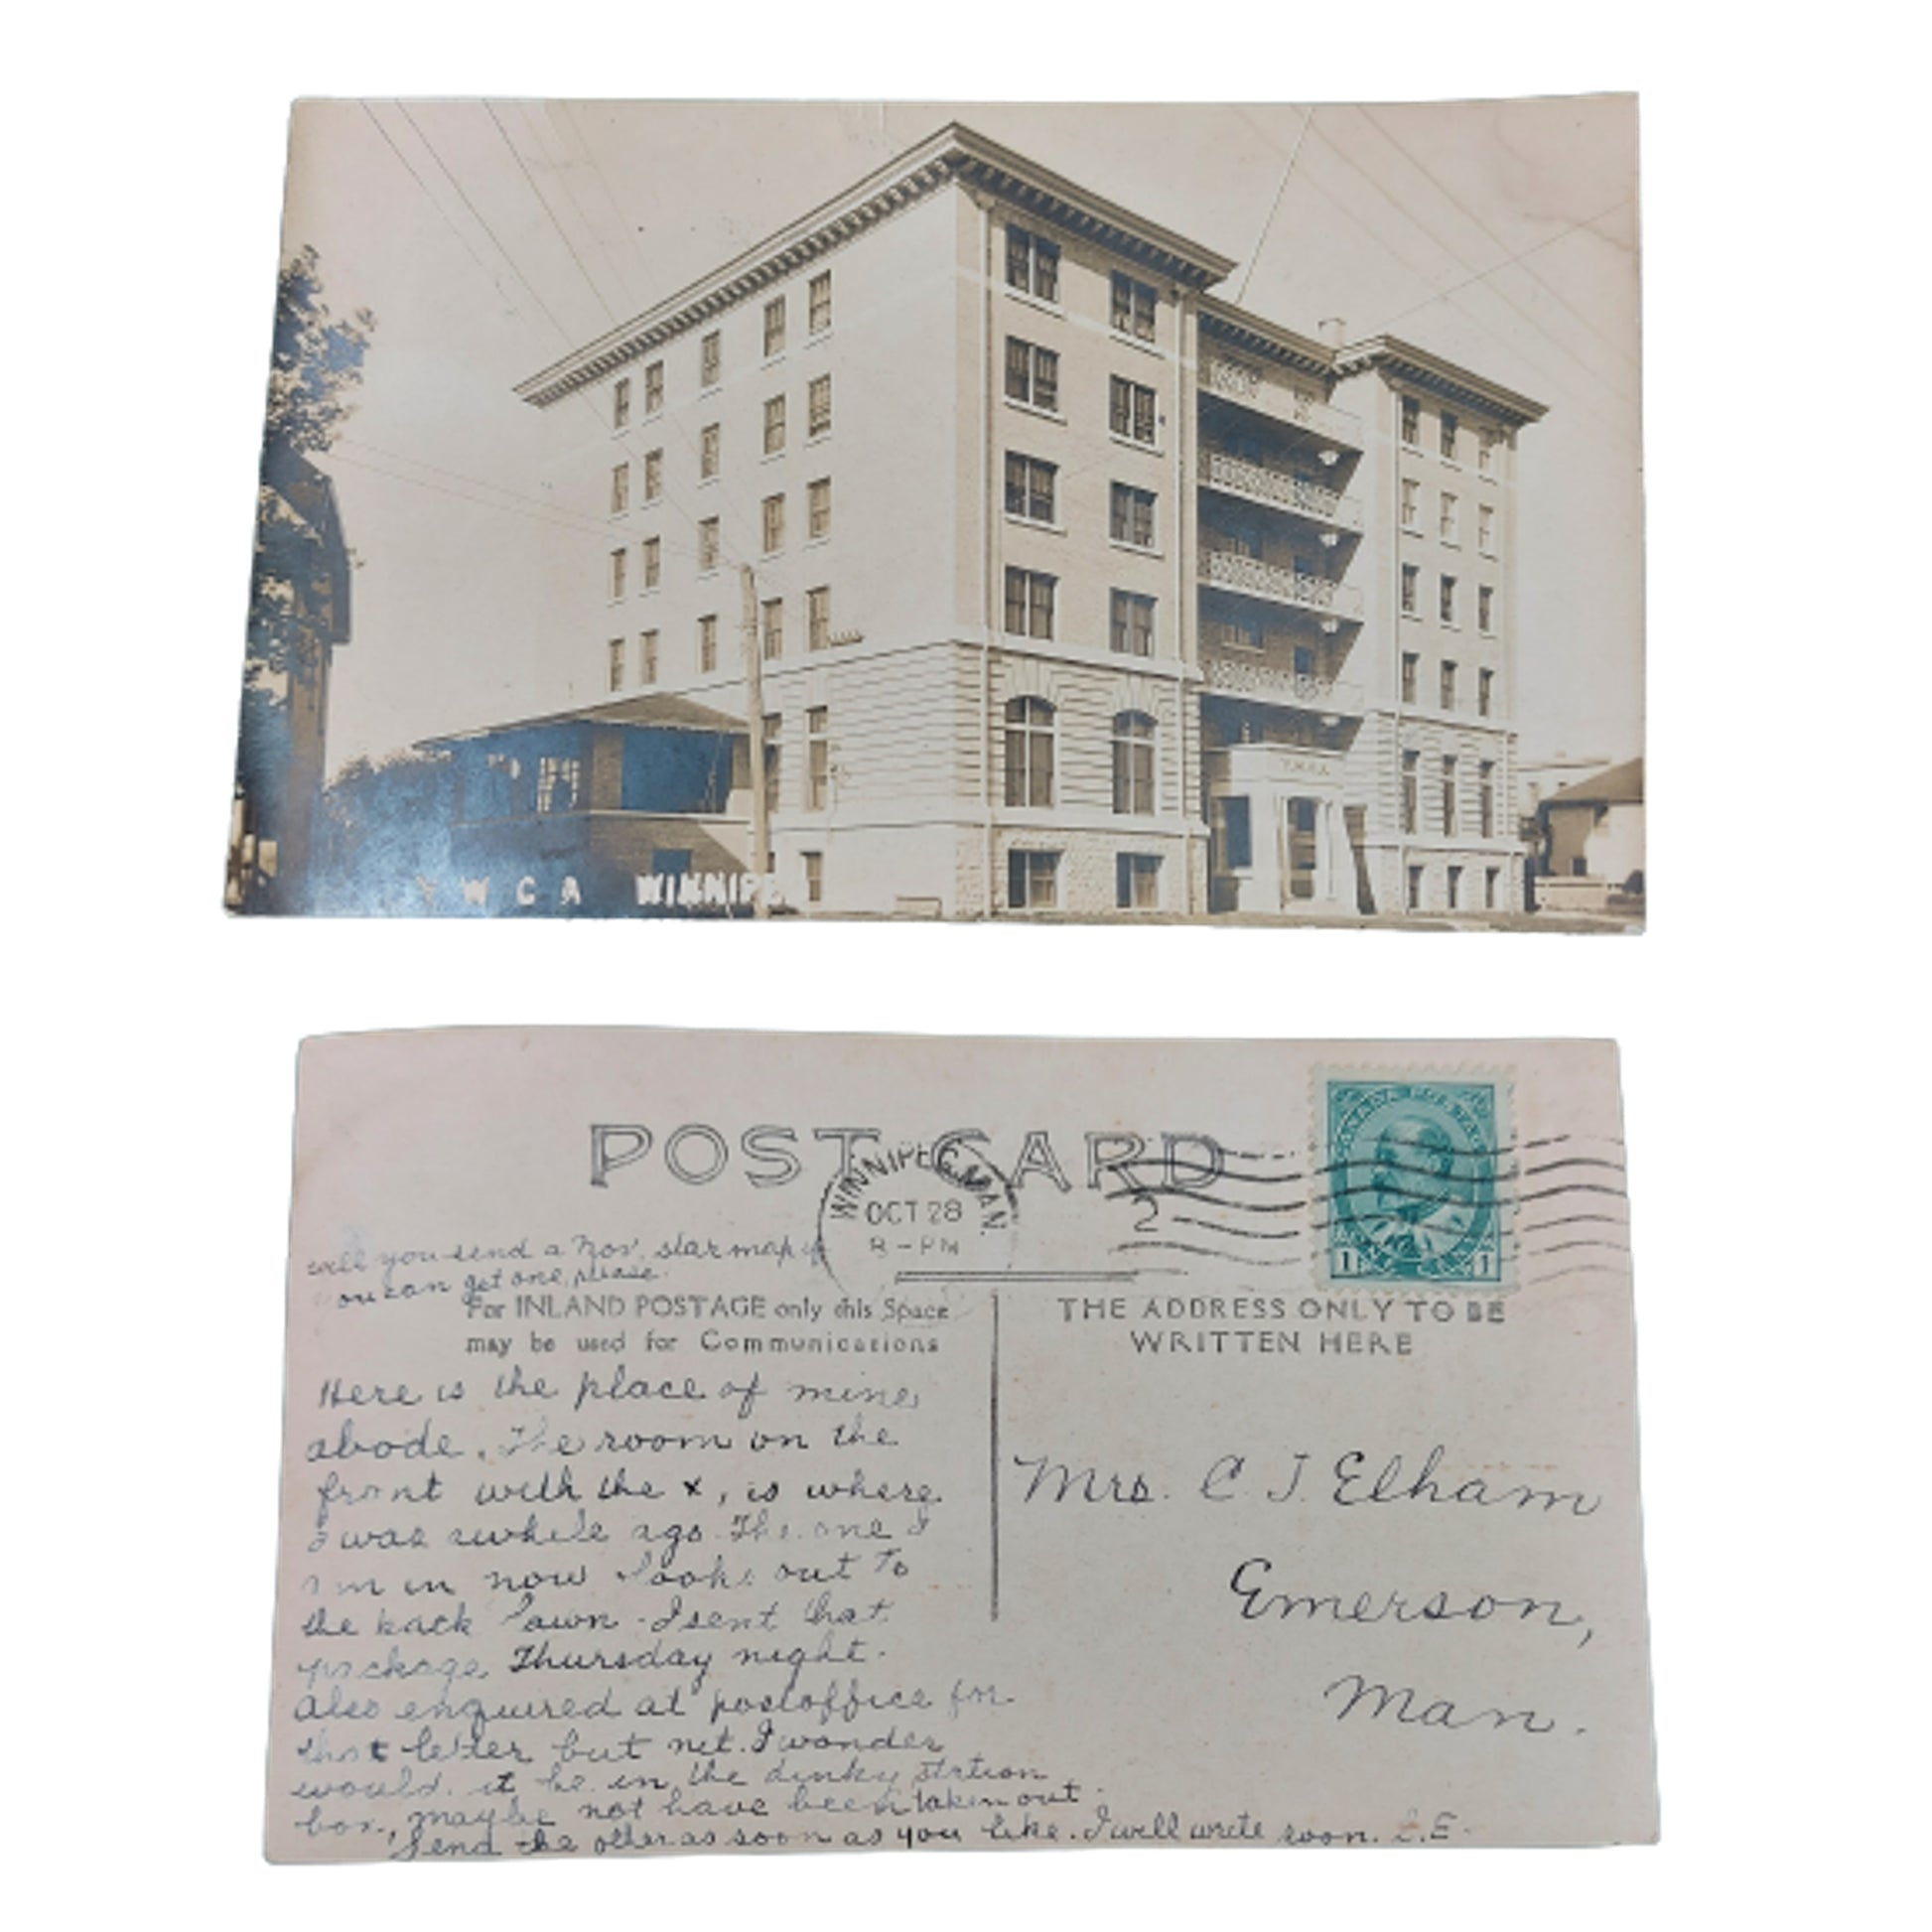 Y W C A WINNIPEG
Y.W.C.A.
POST CARD
WINNIPEG, MAN.
OCT 28
8-PM
2
CANADA POSTAGE
1 1
will you send a Nov. star map if
you can get one, please.
For INLAND POSTAGE only this Space
may be used for Communications
THE ADDRESS ONLY TO BE
WRITTEN HERE
Here is the place of mine
abode. The room on the
front with the x, is where
I was awhile ago. The one I
am in now looks out to
the back lawn. I sent that
package Thursday night.
Also enquired at postoffice for
that letter but not. I wonder
would it be in the dinky station
box, maybe not have been taken out.
Send the other as soon as you like. I will write soon. E.
Mrs. C. J. Elham
Emerson,
Man.